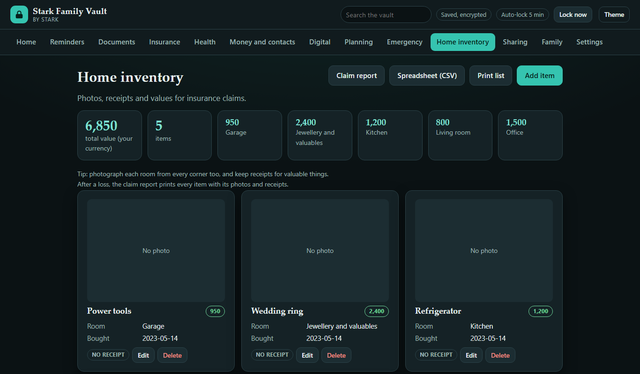 Stark Family Vault
BY STARK
Search the vault
Saved, encrypted
Auto-lock 5 min
Lock now
Theme
Home
Reminders
Documents
Insurance
Health
Money and contacts
Digital
Planning
Emergency
Home inventory
Sharing
Family
Settings
Home inventory
Claim report
Spreadsheet (CSV)
Print list
Add item
Photos, receipts and values for insurance claims.
6,850
total value (your
currency)
5
items
950
Garage
2,400
Jewellery and
valuables
1,200
Kitchen
800
Living room
1,500
Office
Tip: photograph each room from every corner too, and keep receipts for valuable things.
After a loss, the claim report prints every item with its photos and receipts.
No photo
Power tools
950
Room Garage
Bought 2023-05-14
NO RECEIPT
Edit
Delete
No photo
Wedding ring
2,400
Room Jewellery and valuables
Bought 2023-05-14
NO RECEIPT
Edit
Delete
No photo
Refrigerator
1,200
Room Kitchen
Bought 2023-05-14
NO RECEIPT
Edit
Delete